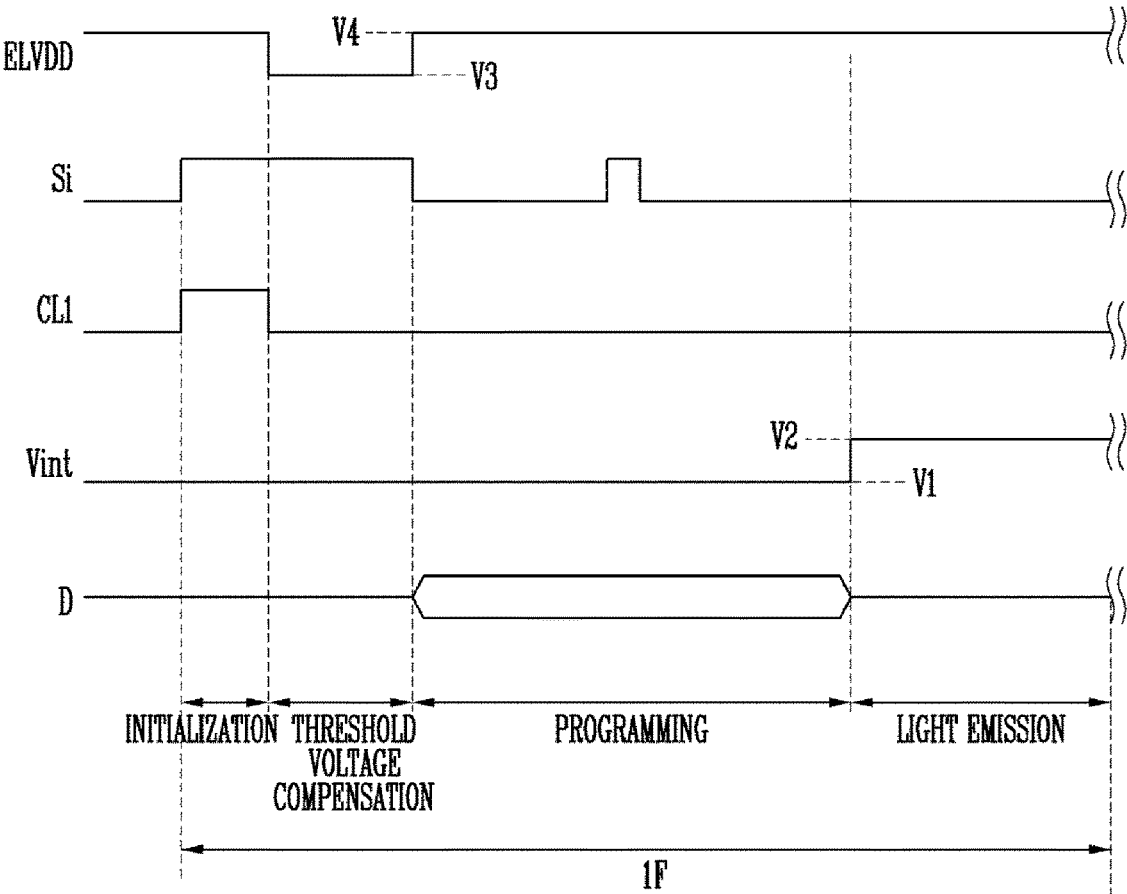 ELVDD
V4
V3
Si
CL1
Vint
V2
V1
D
INITIALIZATION
THRESHOLD
VOLTAGE
COMPENSATION
PROGRAMMING
LIGHT EMISSION
1F